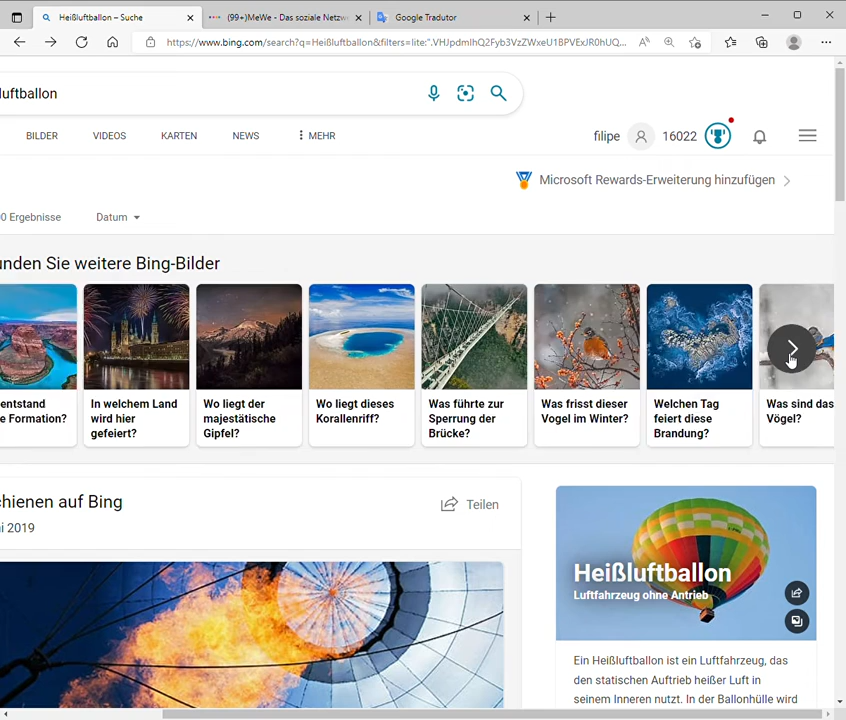 Heißluftballon – Suche
(99+)MeWe - Das soziale Netzw
Google Tradutor
https://www.bing.com/search?q=Heißluftballon&filters=lite:".VHJpdmlhQ2Fyb3VzZWxeU1BPVExJR0hUQ...
luftballon
BILDER VIDEOS KARTEN NEWS MEHR
filipe 16022
Microsoft Rewards-Erweiterung hinzufügen
0 Ergebnisse Datum
unden Sie weitere Bing-Bilder
entstand
e Formation?
In welchem Land
wird hier
gefeiert?
Wo liegt der
majestätische
Gipfel?
Wo liegt dieses
Korallenriff?
Was führte zur
Sperrung der
Brücke?
Was frisst dieser
Vogel im Winter?
Welchen Tag
feiert diese
Brandung?
Was sind das
Vögel?
chienen auf Bing
Teilen
ni 2019
Heißluftballon
Luftfahrzeug ohne Antrieb
Ein Heißluftballon ist ein Luftfahrzeug, das
den statischen Auftrieb heißer Luft in
seinem Inneren nutzt. In der Ballonhülle wird